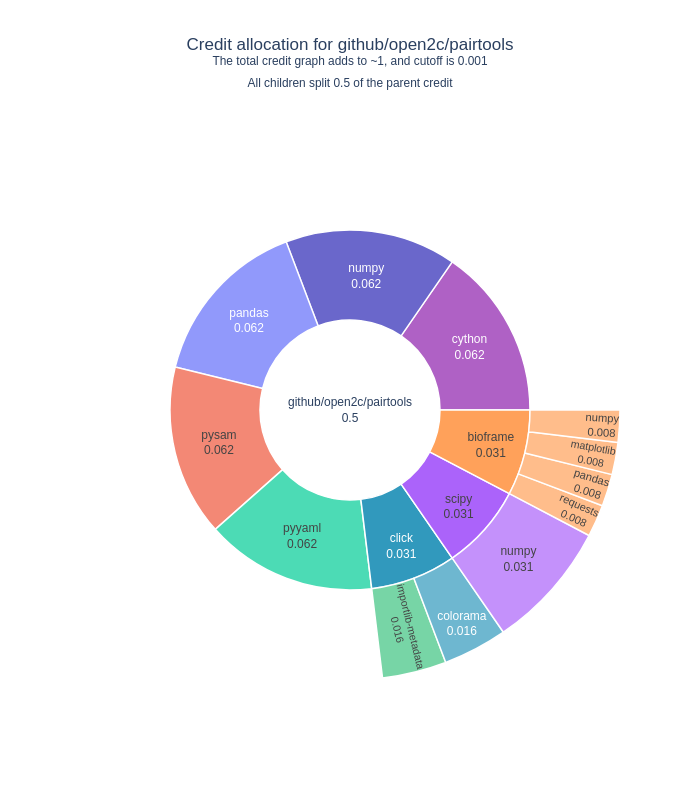 Credit allocation for github/open2c/pairtools
The total credit graph adds to ~1, and cutoff is 0.001
All children split 0.5 of the parent credit
numpy
0.062
pandas
0.062
cython
0.062
github/open2c/pairtools
0.5
pysam
0.062
pyyaml
0.062
click
0.031
scipy
0.031
bioframe
0.031
numpy
0.008
matplotlib
0.008
pandas
0.008
requests
0.008
numpy
0.031
colorama
0.016
importlib-metadata
0.016